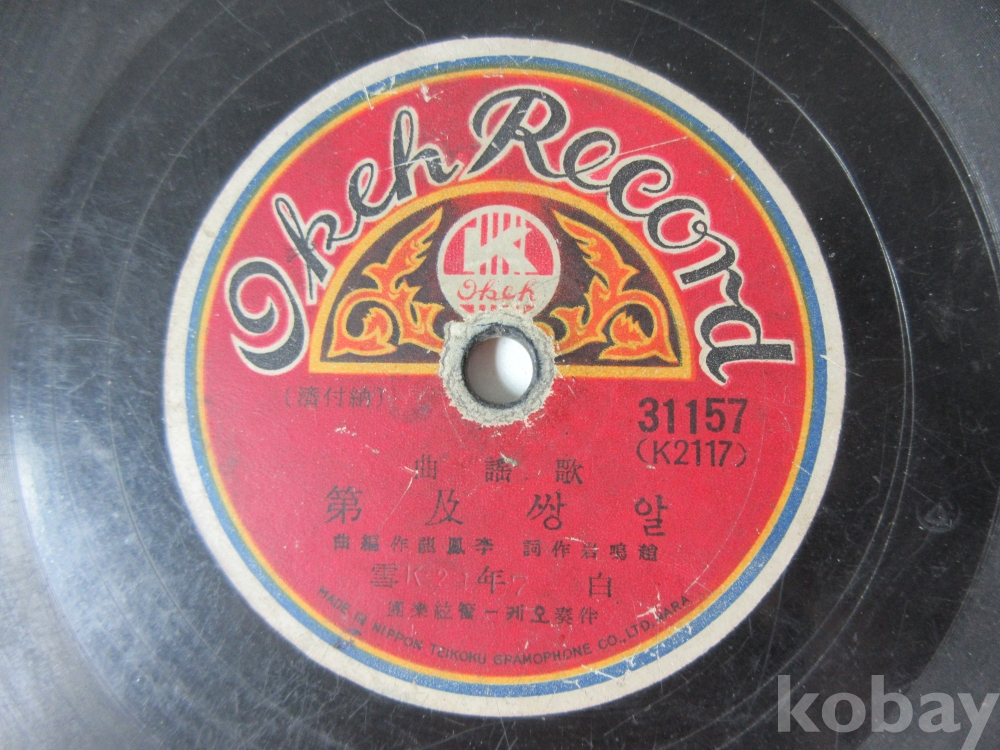 Okeh Record
K
Okeh
納付濟
31157
(K2117)
歌謠曲
알쌍及第
趙鳴岩作詞 李鳳龍作編曲
白年雪
奏오케ー管絃樂團
MADE IN NIPPON TEIKOKU GRAMOPHONE CO., LTD. NARA
kobay